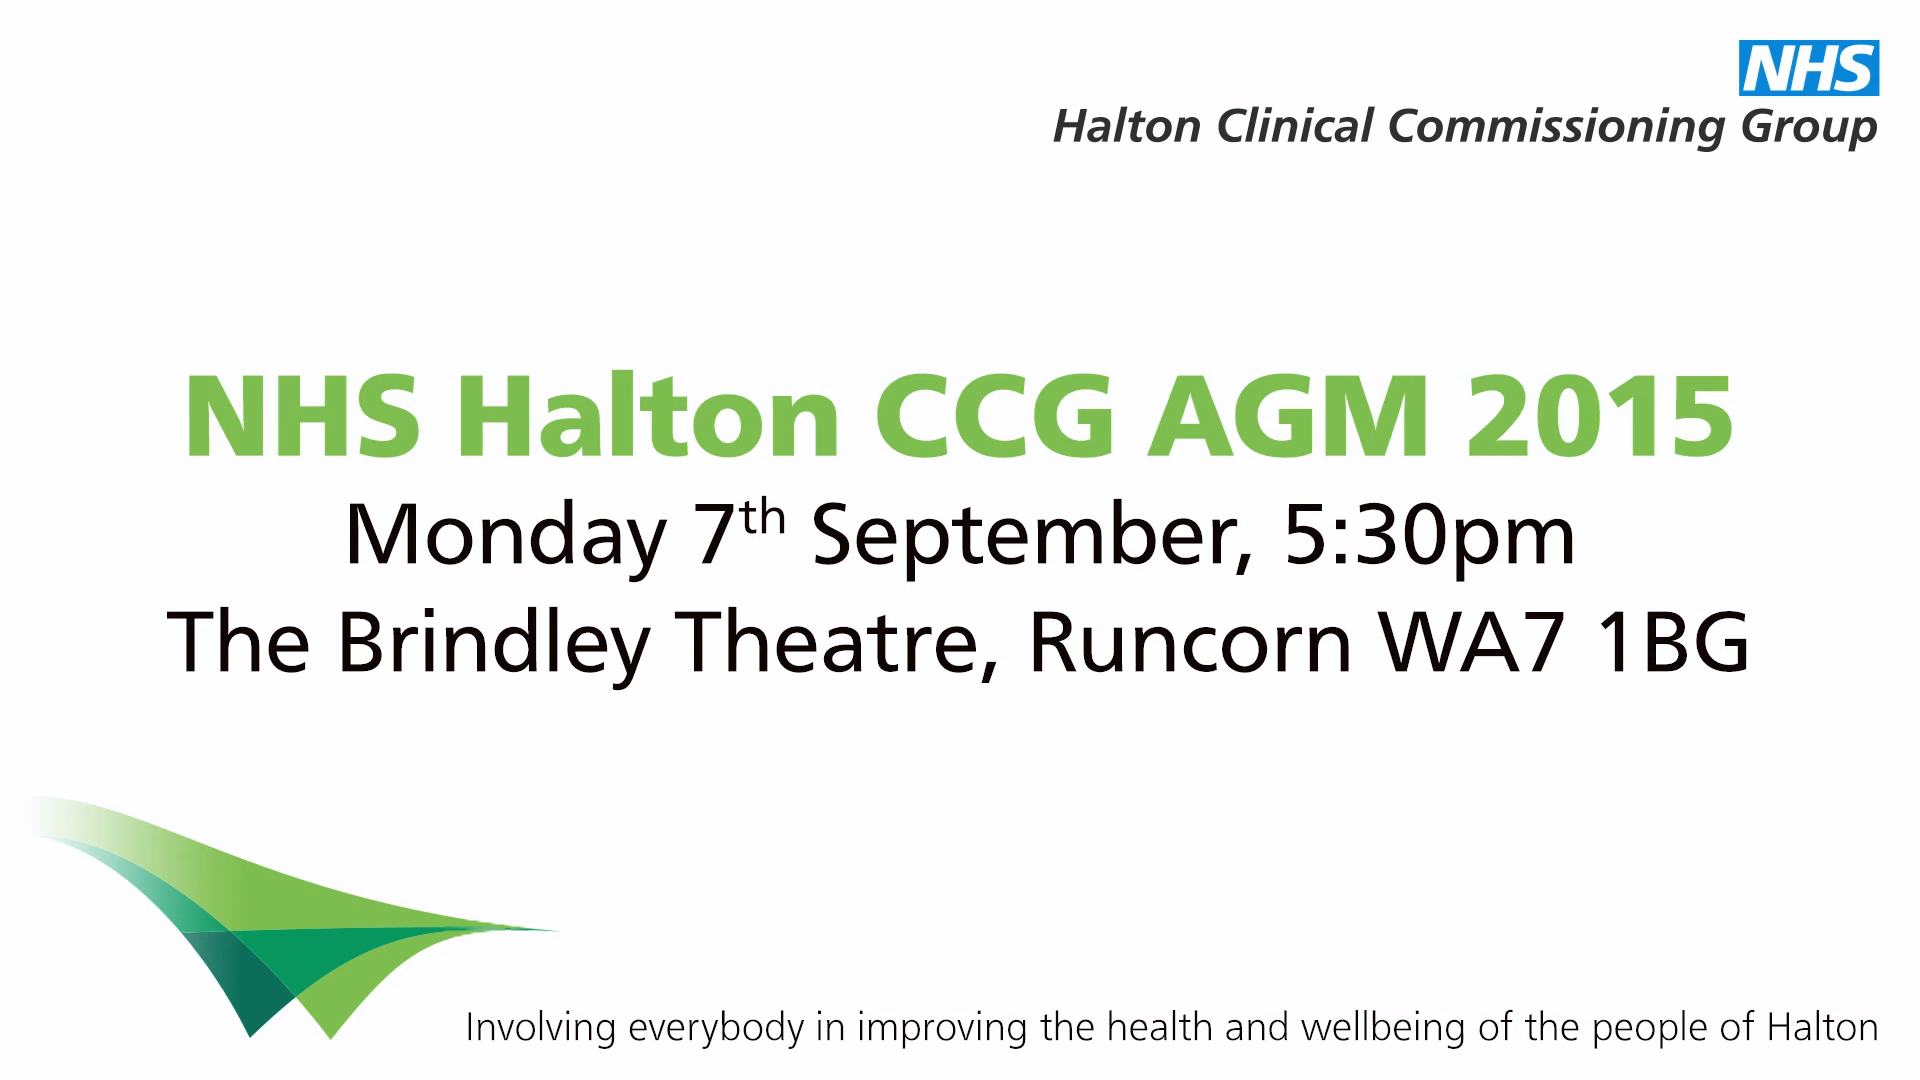 NHS
Halton Clinical Commissioning Group
NHS Halton CCG AGM 2015
Monday 7th September, 5:30pm
The Brindley Theatre, Runcorn WA7 1BG
Involving everybody in improving the health and wellbeing of the people of Halton